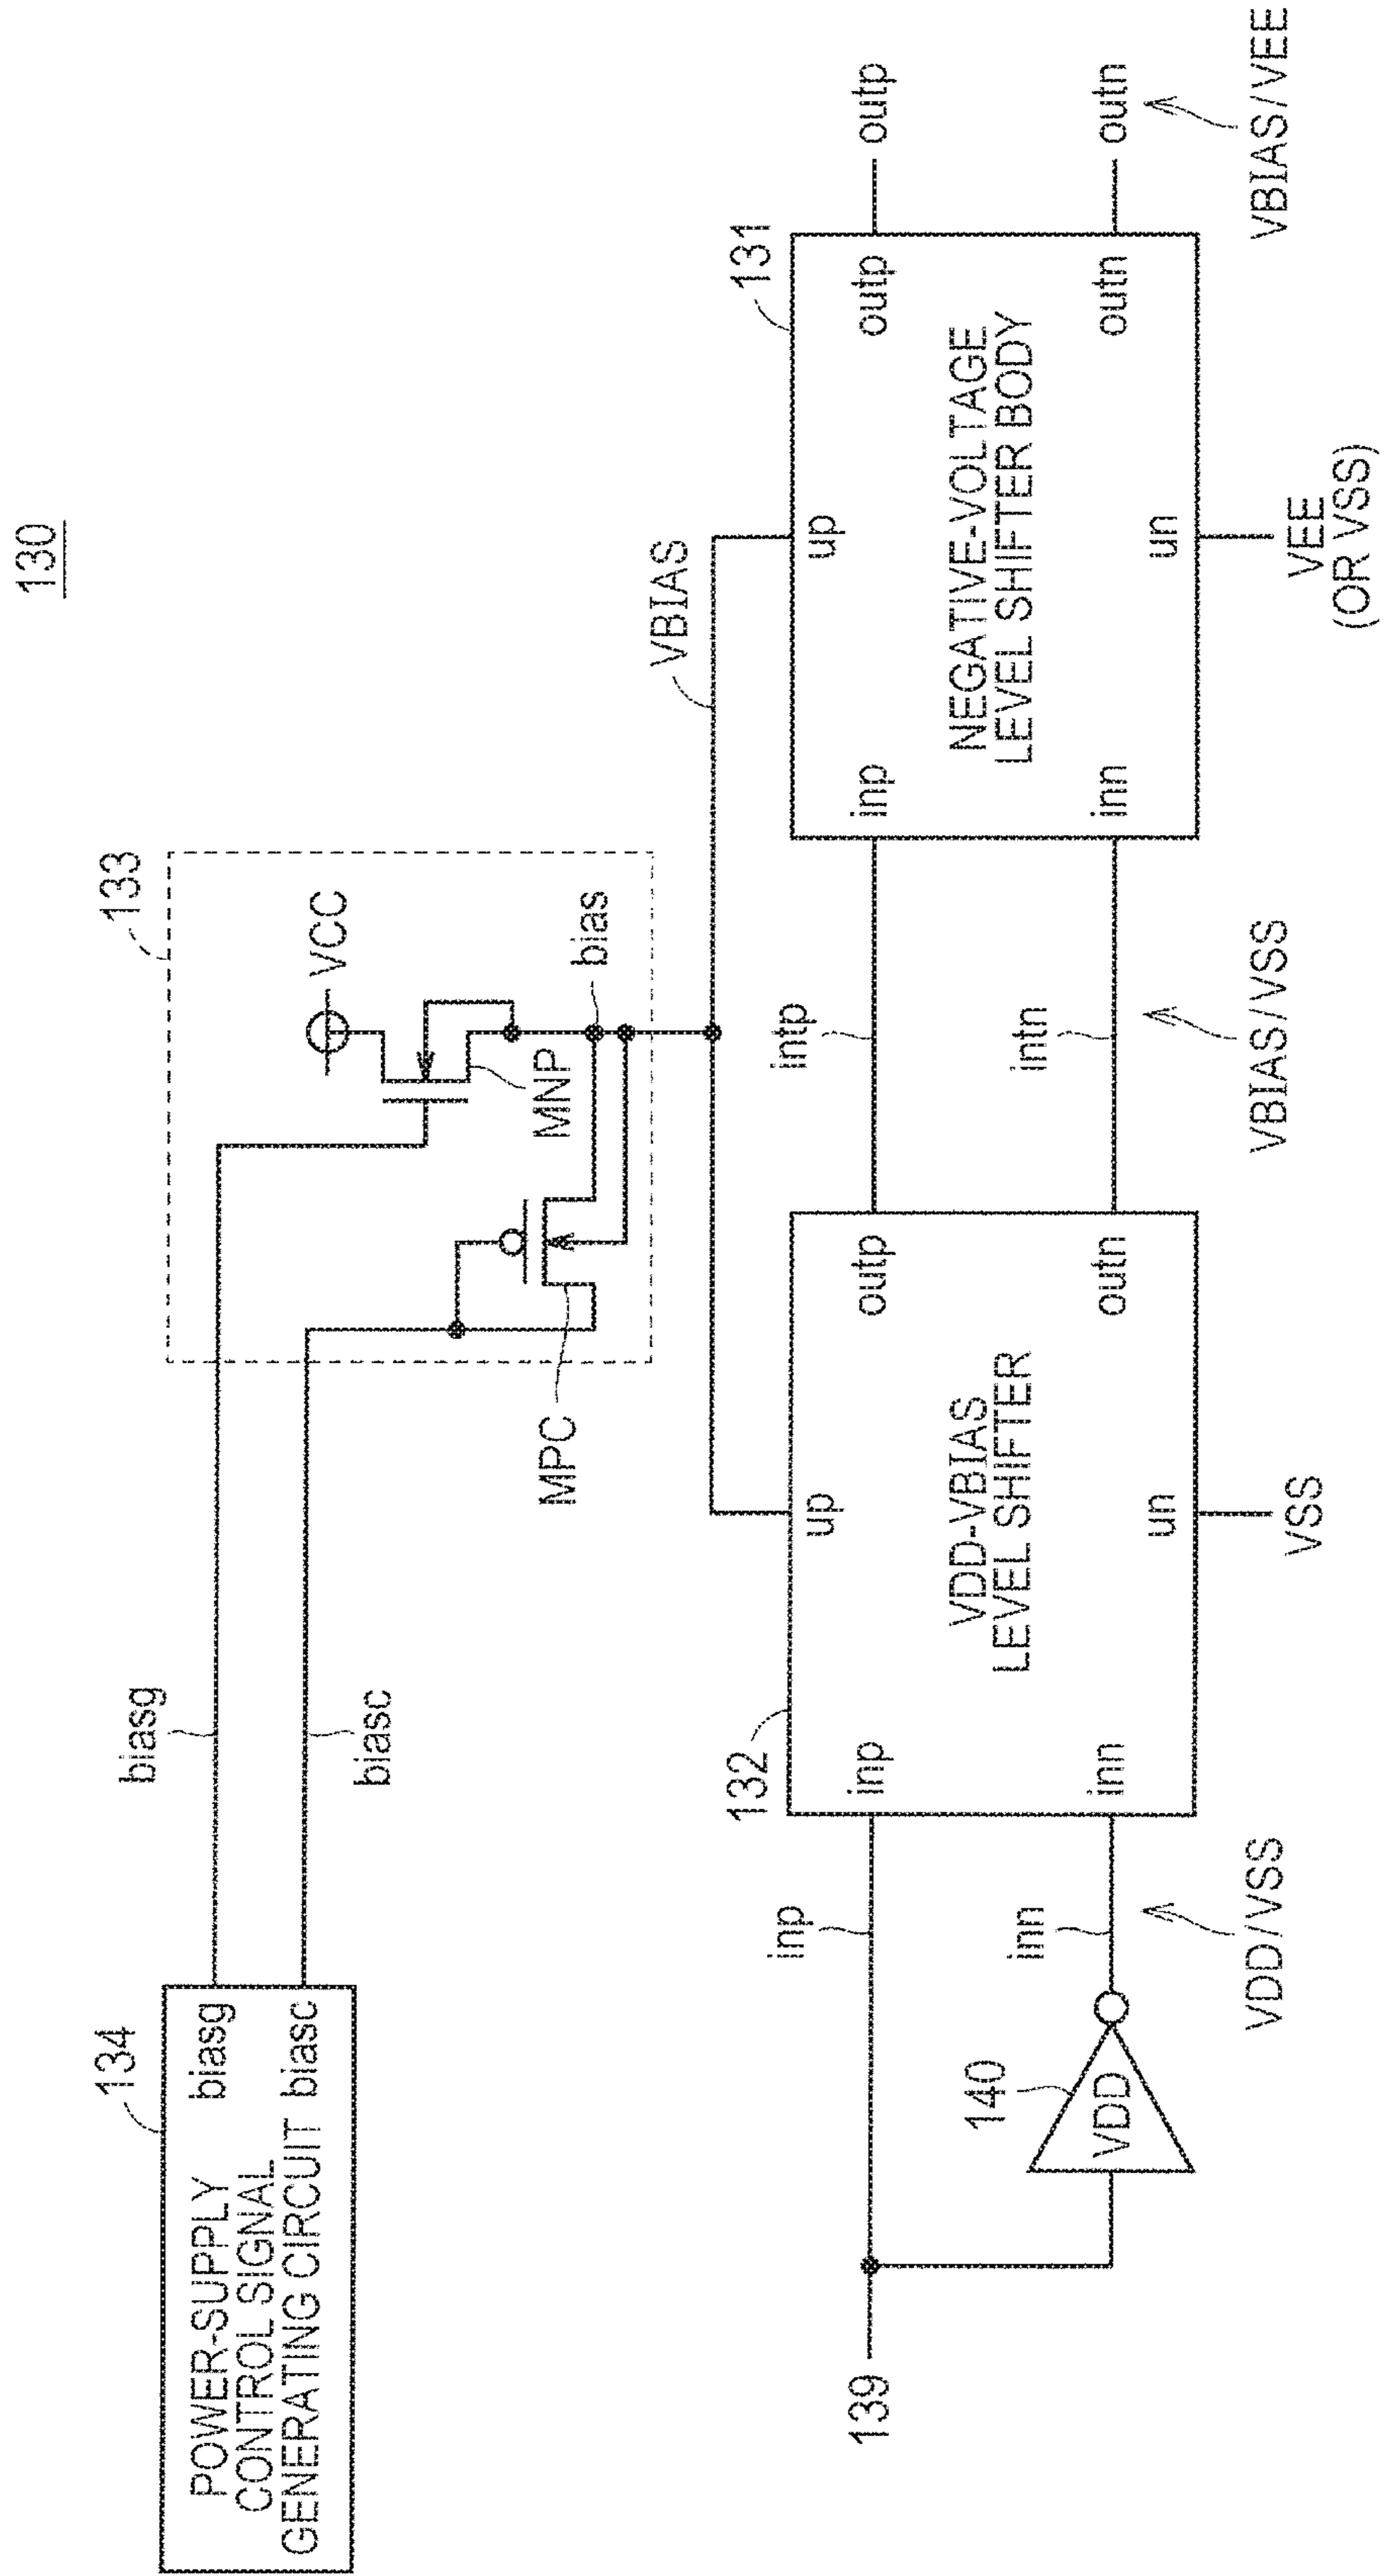 130
134
POWER-SUPPLY
CONTROL SIGNAL
GENERATING CIRCUIT
biasg
biasc
biasg
biasc
133
VCC
MNP
MPC
bias
VBIAS
132
inp
inn
up
un
outp
outn
VDD-VBIAS
LEVEL SHIFTER
VSS
131
inp
inn
up
un
outp
outn
NEGATIVE-VOLTAGE
LEVEL SHIFTER BODY
VEE
(OR VSS)
139
140
VDD
inp
inn
VDD/VSS
intp
intn
VBIAS/VSS
outp
outn
VBIAS/VEE